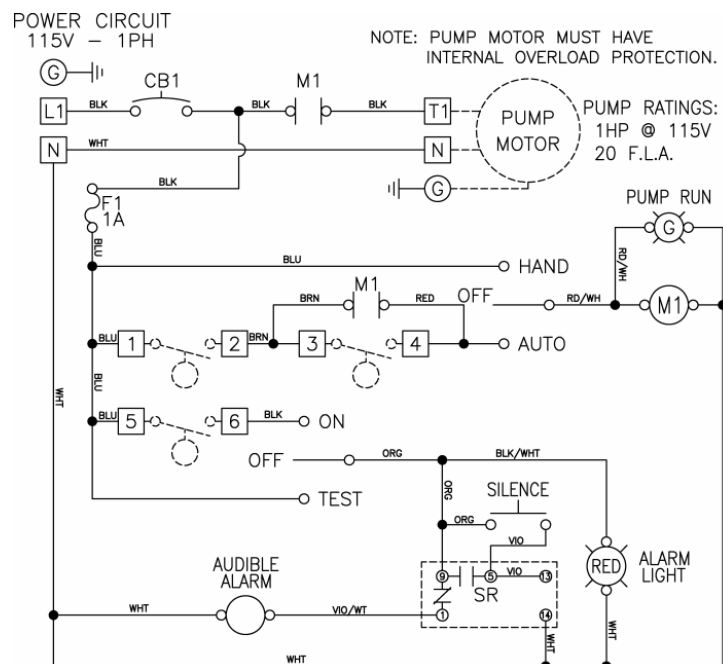 POWER CIRCUIT
115V – 1PH
NOTE: PUMP MOTOR MUST HAVE
INTERNAL OVERLOAD PROTECTION.
G
CB1
M1
L1
BLK
BLK
BLK
T1
PUMP
MOTOR
PUMP RATINGS:
1HP @ 115V
20 F.L.A.
N
WHT
N
BLK
G
F1
1A
PUMP RUN
G
BLU
BLU
HAND
RD/WH
M1
BRN
RED
OFF
RD/WH
M1
BLU
1
2
BRN
3
4
AUTO
WHT
BLU
BLU
5
6
BLK
ON
OFF
ORG
BLK/WHT
TEST
ORG
SILENCE
ORG
VIO
AUDIBLE
ALARM
9
5
VIO
13
SR
RED
ALARM
LIGHT
WHT
VIO/WT
1
14
WHT
WHT
WHT